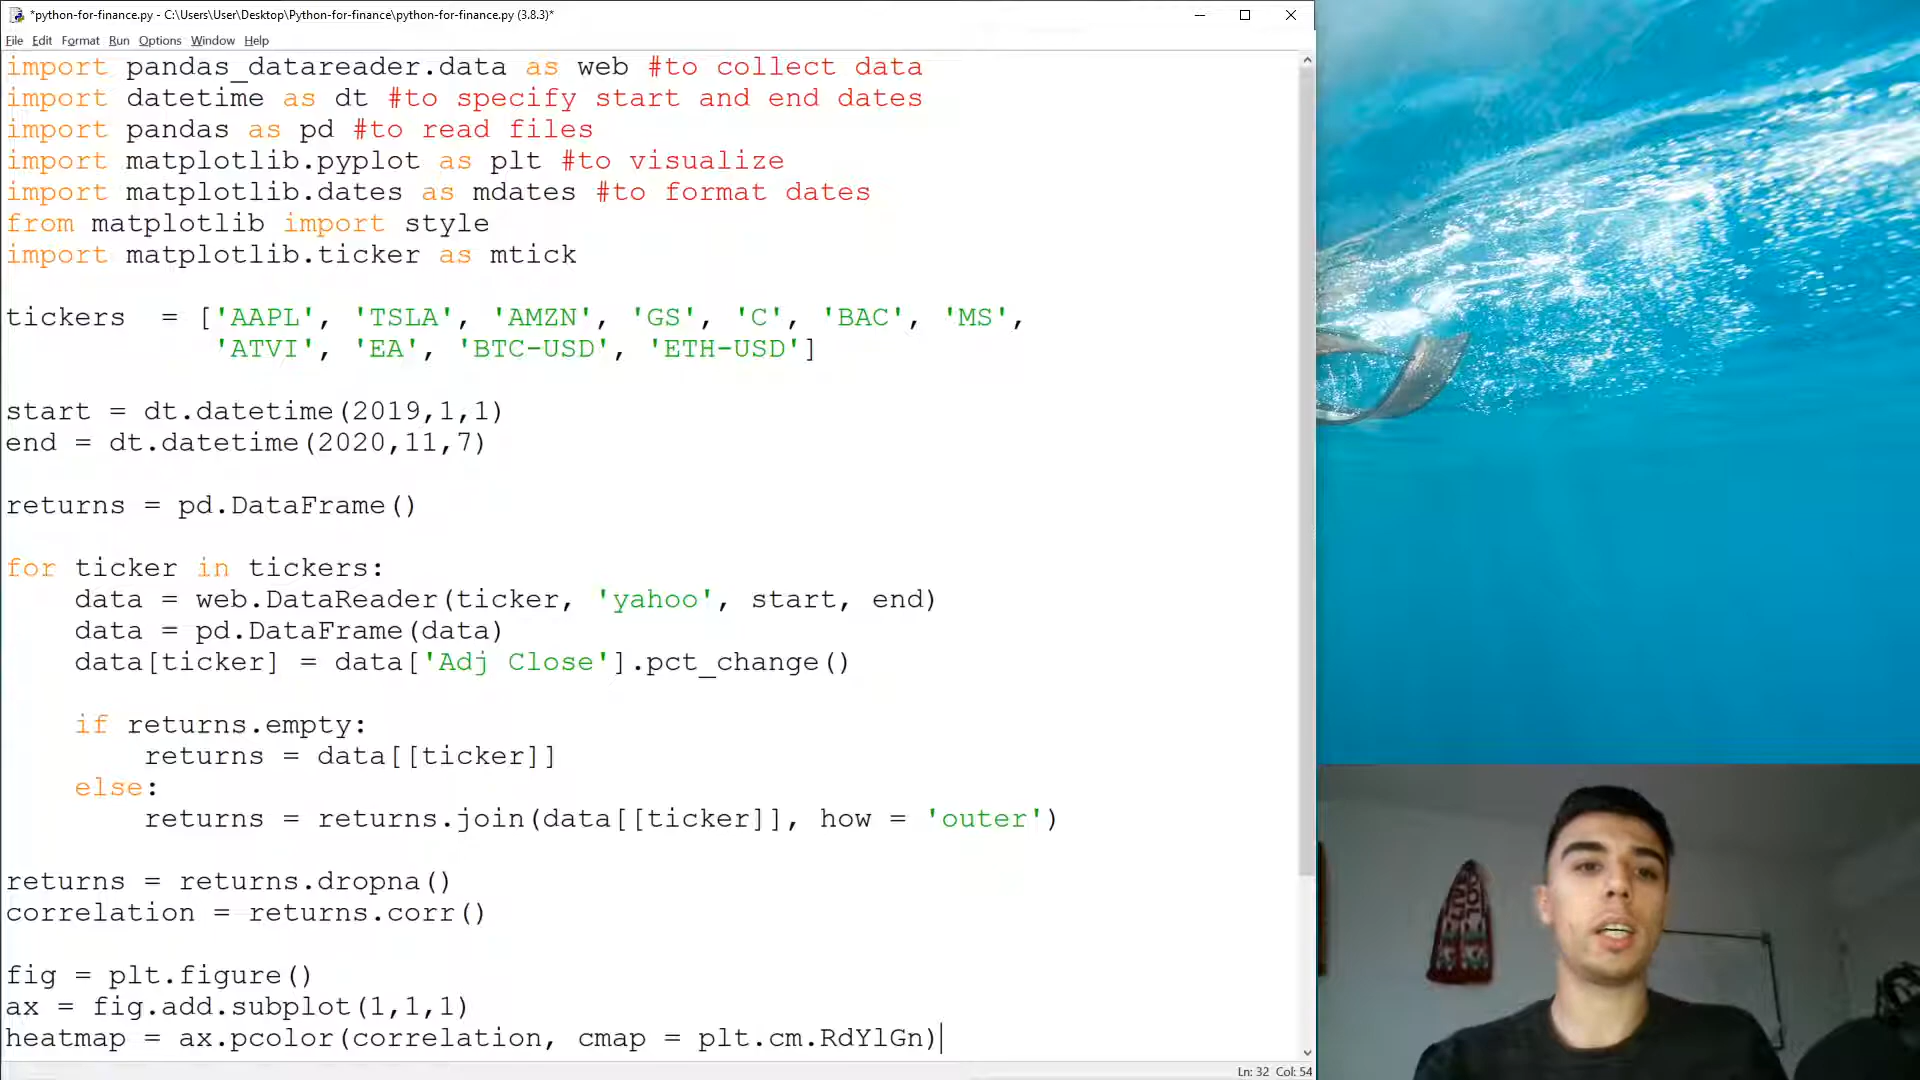 *python-for-finance.py - C:\Users\User\Desktop\Python-for-finance\python-for-finance.py (3.8.3)*
File Edit Format Run Options Window Help
import pandas_datareader.data as web #to collect data
import datetime as dt #to specify start and end dates
import pandas as pd #to read files
import matplotlib.pyplot as plt #to visualize
import matplotlib.dates as mdates #to format dates
from matplotlib import style
import matplotlib.ticker as mtick
tickers  = ['AAPL', 'TSLA', 'AMZN', 'GS', 'C', 'BAC', 'MS',
            'ATVI', 'EA', 'BTC-USD', 'ETH-USD']
start = dt.datetime(2019,1,1)
end = dt.datetime(2020,11,7)
returns = pd.DataFrame()
for ticker in tickers:
    data = web.DataReader(ticker, 'yahoo', start, end)
    data = pd.DataFrame(data)
    data[ticker] = data['Adj Close'].pct_change()
    if returns.empty:
        returns = data[[ticker]]
    else:
        returns = returns.join(data[[ticker]], how = 'outer')
returns = returns.dropna()
correlation = returns.corr()
fig = plt.figure()
ax = fig.add.subplot(1,1,1)
heatmap = ax.pcolor(correlation, cmap = plt.cm.RdYlGn)
Ln: 32 Col: 54